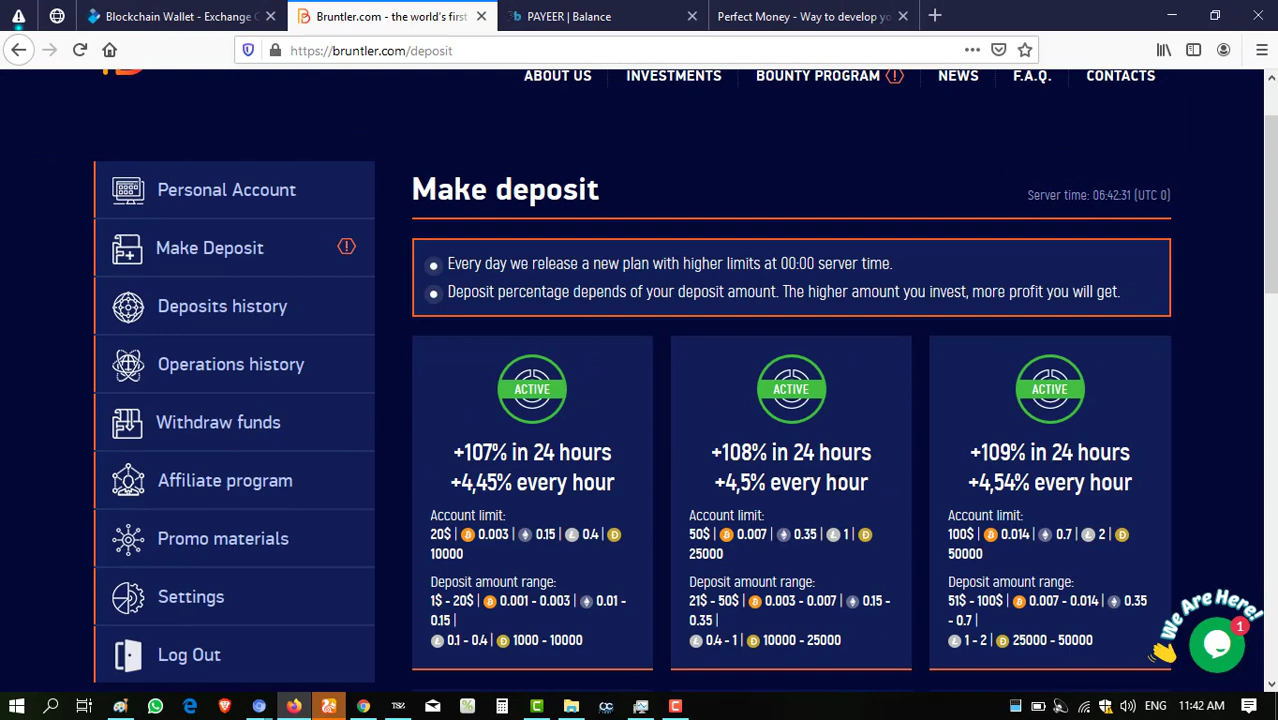 Blockchain Wallet - Exchange C
Bruntler.com - the world's first
PAYEER | Balance
Perfect Money - Way to develop yo
https://bruntler.com/deposit
ABOUT US
INVESTMENTS
BOUNTY PROGRAM
NEWS
F.A.Q.
CONTACTS
Personal Account
Make Deposit
Deposits history
Operations history
Withdraw funds
Affiliate program
Promo materials
Settings
Log Out
Make deposit
Server time: 06:42:31 (UTC 0)
Every day we release a new plan with higher limits at 00:00 server time.
Deposit percentage depends of your deposit amount. The higher amount you invest, more profit you will get.
ACTIVE
+107% in 24 hours
+4,45% every hour
Account limit:
20$ | 0.003 | 0.15 | 0.4 |
10000
Deposit amount range:
1$ - 20$ | 0.001 - 0.003 | 0.01 -
0.15 |
0.1 - 0.4 | 1000 - 10000
ACTIVE
+108% in 24 hours
+4,5% every hour
Account limit:
50$ | 0.007 | 0.35 | 1 |
25000
Deposit amount range:
21$ - 50$ | 0.003 - 0.007 | 0.15 -
0.35 |
0.4 - 1 | 10000 - 25000
ACTIVE
+109% in 24 hours
+4,54% every hour
Account limit:
100$ | 0.014 | 0.7 | 2 |
50000
Deposit amount range:
51$ - 100$ | 0.007 - 0.014 | 0.35
- 0.7 |
1 - 2 | 25000 - 50000
We Are Here!
1
ENG
11:42 AM